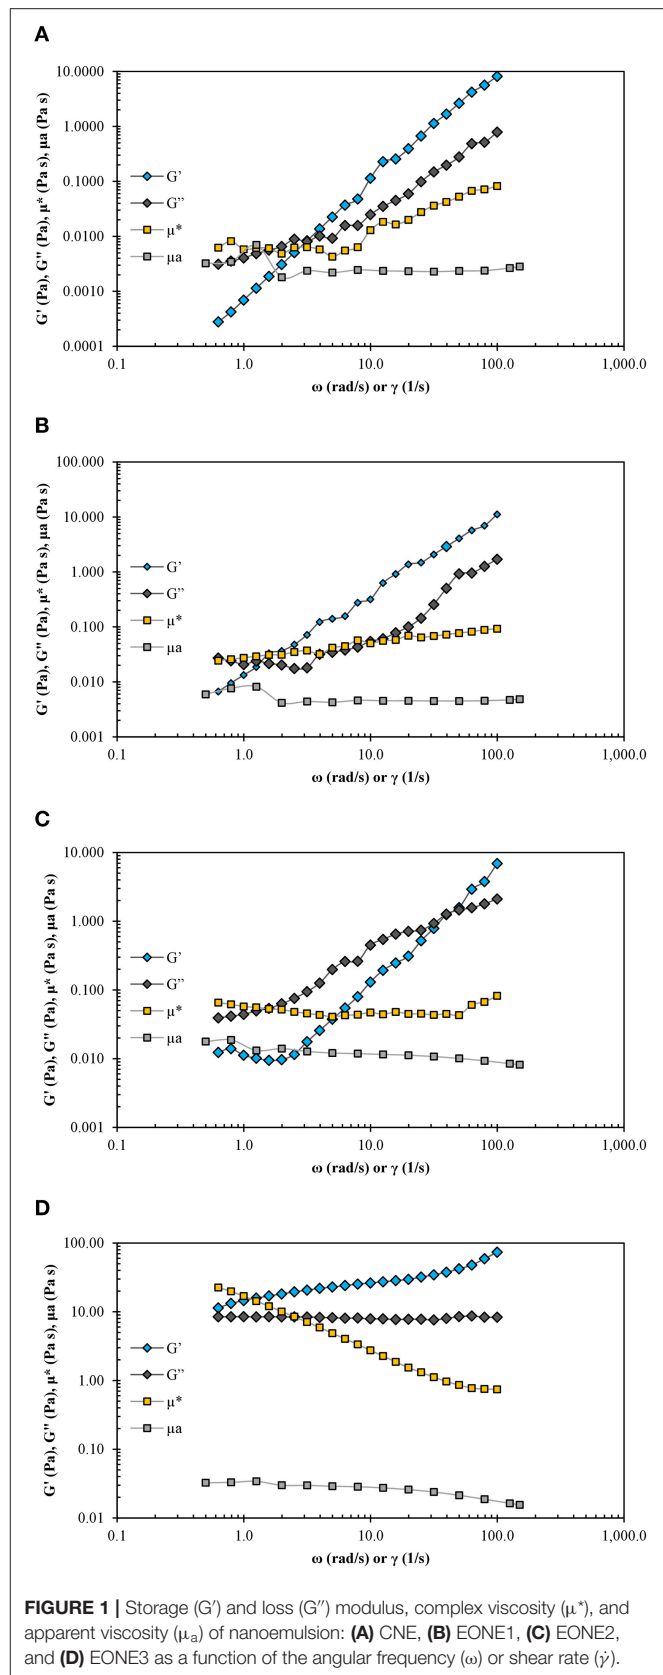 A
10.0000
1.0000
0.1000
0.0100
0.0010
0.0001
G' (Pa), G" (Pa), μ* (Pa s), μa (Pa s)
G’
G”
μ*
μa
0.1 1.0 10.0 100.0 1,000.0
ω (rad/s) or γ (1/s)
B
100.000
10.000
1.000
0.100
0.010
0.001
G' (Pa), G" (Pa), μ* (Pa s), μa (Pa s)
G’
G”
μ*
μa
0.1 1.0 10.0 100.0 1,000.0
ω (rad/s) or γ (1/s)
C
10.000
1.000
0.100
0.010
0.001
G' (Pa), G" (Pa), μ* (Pa s), μa (Pa s)
G’
G”
μ*
μa
0.1 1.0 10.0 100.0 1,000.0
ω (rad/s) or γ (1/s)
D
100.00
10.00
1.00
0.10
0.01
G' (Pa), G" (Pa), μ* (Pa s), μa (Pa s)
G’
G”
μ*
μa
0.1 1.0 10.0 100.0 1,000.0
ω (rad/s) or γ (1/s)
FIGURE 1 | Storage (G′) and loss (G″) modulus, complex viscosity (μ*), and
apparent viscosity (μa) of nanoemulsion: (A) CNE, (B) EONE1, (C) EONE2,
and (D) EONE3 as a function of the angular frequency (ω) or shear rate (γ̇).